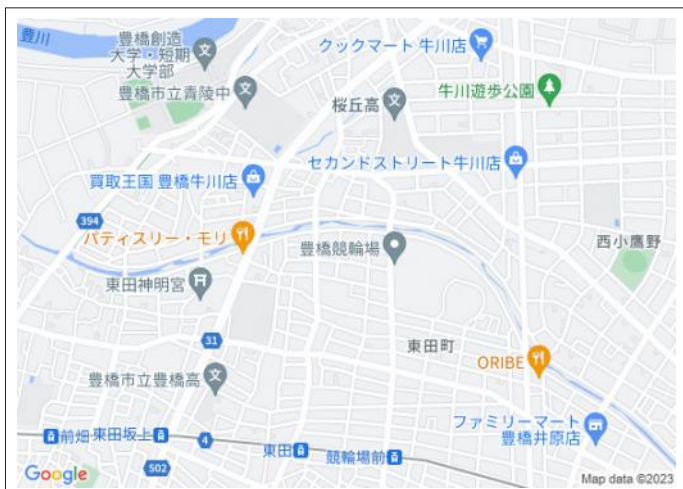 豊川
豊橋創造
大学・短期
大学部
クックマート 牛川店
豊橋市立青陵中
桜丘高
牛川遊歩公園
セカンドストリート牛川店
買取王国 豊橋牛川店
394
パティスリー・モリ
豊橋競輪場
西小鷹野
東田神明宮
31
東田町
ORIBE
豊橋市立豊橋高
ファミリーマート
豊橋井原店
前畑
東田坂上
4
東田
競輪場前
502
Google
Map data ©2023